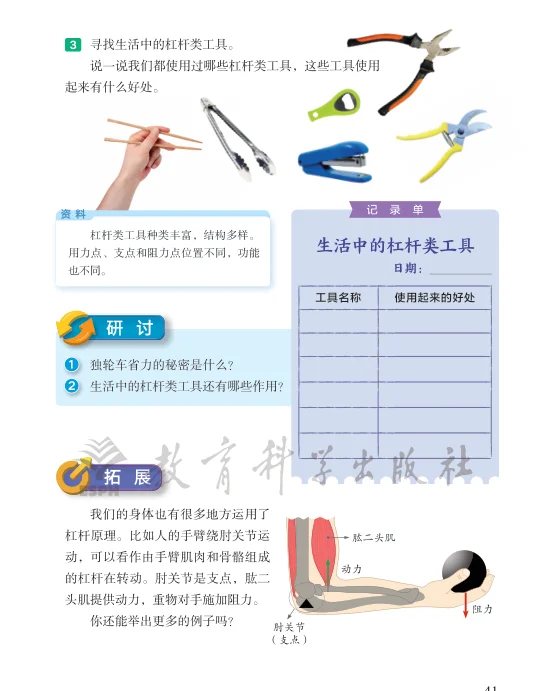 3 寻找生活中的杠杆类工具。
说一说我们都使用过哪些杠杆类工具，这些工具使用
起来有什么好处。
资料
杠杆类工具种类丰富，结构多样。
用力点、支点和阻力点位置不同，功能
也不同。
记录单
生活中的杠杆类工具
日期：
工具名称 使用起来的好处
研讨
1 独轮车省力的秘密是什么？
2 生活中的杠杆类工具还有哪些作用？
教育科学出版社
ESPH
拓展
我们的身体也有很多地方运用了
杠杆原理。比如人的手臂绕肘关节运
动，可以看作由手臂肌肉和骨骼组成
的杠杆在转动。肘关节是支点，肱二
头肌提供动力，重物对手施加阻力。
你还能举出更多的例子吗？
肱二头肌
动力
阻力
肘关节
（支点）
41